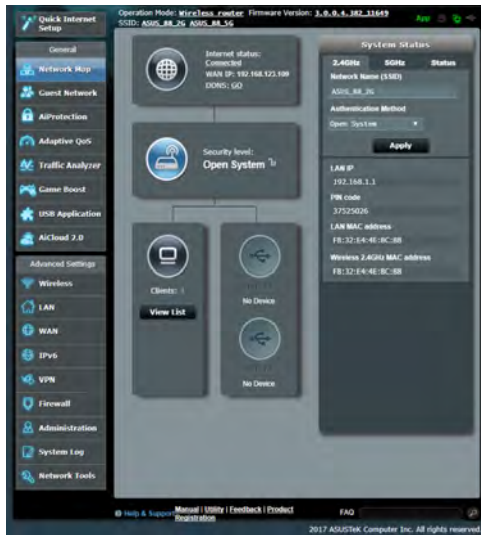 Quick Internet
Setup
Operation Mode: Wireless router Firmware Version: 3.0.0.4.382_11649
SSID: ASUS_88_2G ASUS_88_5G
App
General
Network Map
Guest Network
AiProtection
Adaptive QoS
Traffic Analyzer
Game Boost
USB Application
AiCloud 2.0
Advanced Settings
Wireless
LAN
WAN
IPv6
VPN
Firewall
Administration
System Log
Network Tools
Internet status:
Connected
WAN IP: 192.168.123.109
DDNS: GO
Security level:
Open System
Clients:
View List
No Device
No Device
System Status
2.4GHz 5GHz Status
Network Name (SSID)
ASUS_88_2G
Authentication Method
Open System
Apply
LAN IP
192.168.1.1
PIN code
37525026
LAN MAC address
F8:32:E4:4E:8C:88
Wireless 2.4GHz MAC address
F8:32:E4:4E:8C:88
Help & Support Manual | Utility | Feedback | Product
Registration
FAQ
2017 ASUSTeK Computer Inc. All rights reserved